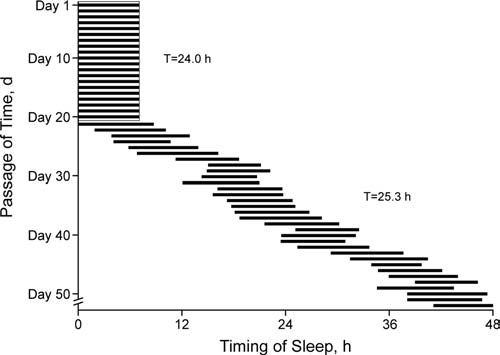 Day 1
Day 10
T=24.0 h
Day 20
Day 30
T=25.3 h
Day 40
Day 50
Passage of Time, d
0 12 24 36 48
Timing of Sleep, h